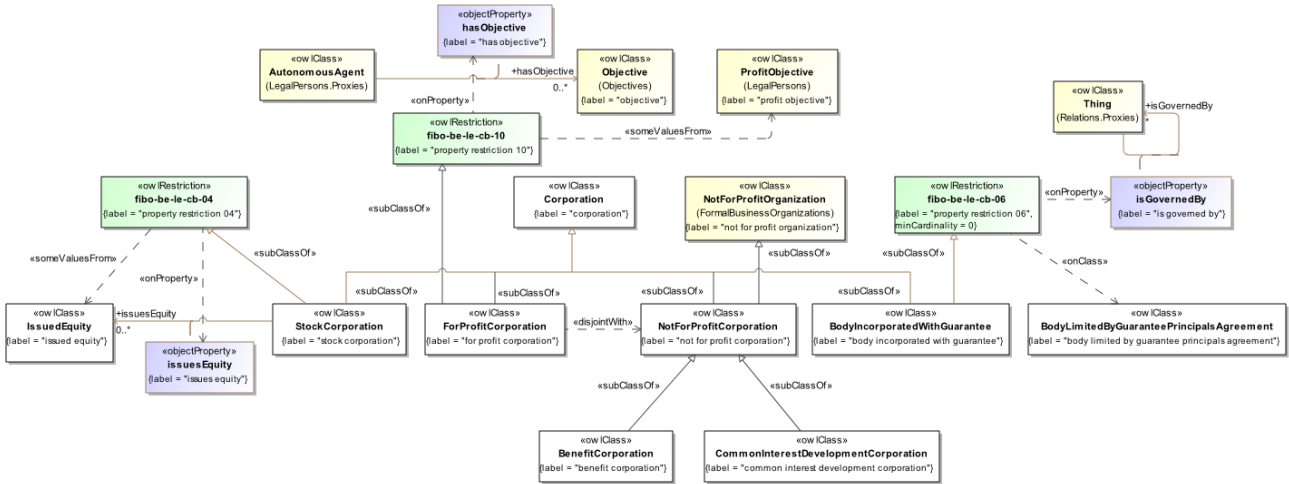 «objectProperty»
hasObjective
{label = "has objective"}
«owlClass»
AutonomousAgent
(LegalPersons.Proxies)
+hasObjective
0..*
«owlClass»
Objective
(Objectives)
{label = "objective"}
«owlClass»
ProfitObjective
(LegalPersons)
{label = "profit objective"}
«owlClass»
Thing
(Relations.Proxies)
+isGovernedBy
*
«onProperty»
«owlRestriction»
fibo-be-le-cb-10
{label = "property restriction 10"}
«someValuesFrom»
«owlRestriction»
fibo-be-le-cb-04
{label = "property restriction 04"}
«subClassOf»
«owlClass»
Corporation
{label = "corporation"}
«owlClass»
NotForProfitOrganization
(FormalBusinessOrganizations)
{label = "not for profit organization"}
«owlRestriction»
fibo-be-le-cb-06
{label = "property restriction 06",
minCardinality = 0}
«onProperty»
«objectProperty»
isGovernedBy
{label = "is governed by"}
«someValuesFrom»
«onProperty»
«subClassOf»
«subClassOf»
«onClass»
«subClassOf»
«subClassOf»
«subClassOf»
«subClassOf»
«owlClass»
IssuedEquity
{label = "issued equity"}
+issuesEquity
0..*
«owlClass»
StockCorporation
{label = "stock corporation"}
«owlClass»
ForProfitCorporation
{label = "for profit corporation"}
«disjointWith»
«owlClass»
NotForProfitCorporation
{label = "not for profit corporation"}
«owlClass»
BodyIncorporatedWithGuarantee
{label = "body incorporated with guarantee"}
«owlClass»
BodyLimitedByGuaranteePrincipalsAgreement
{label = "body limited by guarantee principals agreement"}
«objectProperty»
issuesEquity
{label = "issues equity"}
«subClassOf»
«subClassOf»
«owlClass»
BenefitCorporation
{label = "benefit corporation"}
«owlClass»
CommonInterestDevelopmentCorporation
{label = "common interest development corporation"}